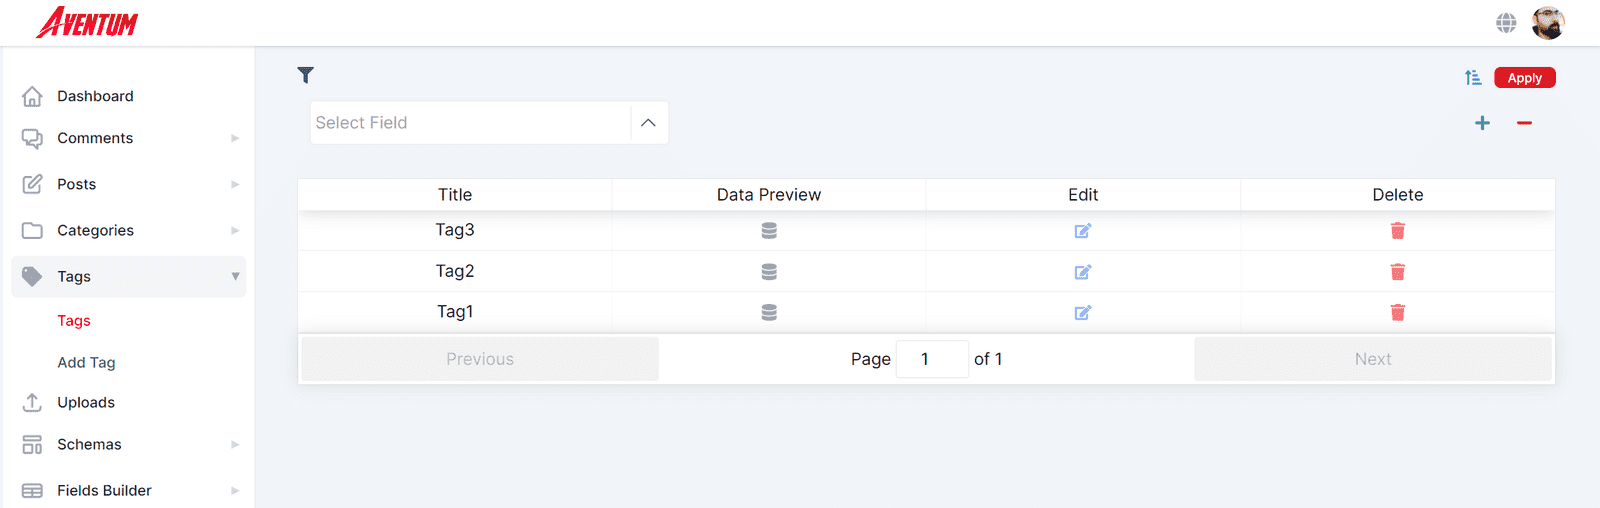 AVENTUM
Dashboard
Comments
Posts
Categories
Tags
Tags
Add Tag
Uploads
Schemas
Fields Builder
Apply
Select Field
Title Data Preview Edit Delete
Tag3
Tag2
Tag1
Previous Page 1 of 1 Next